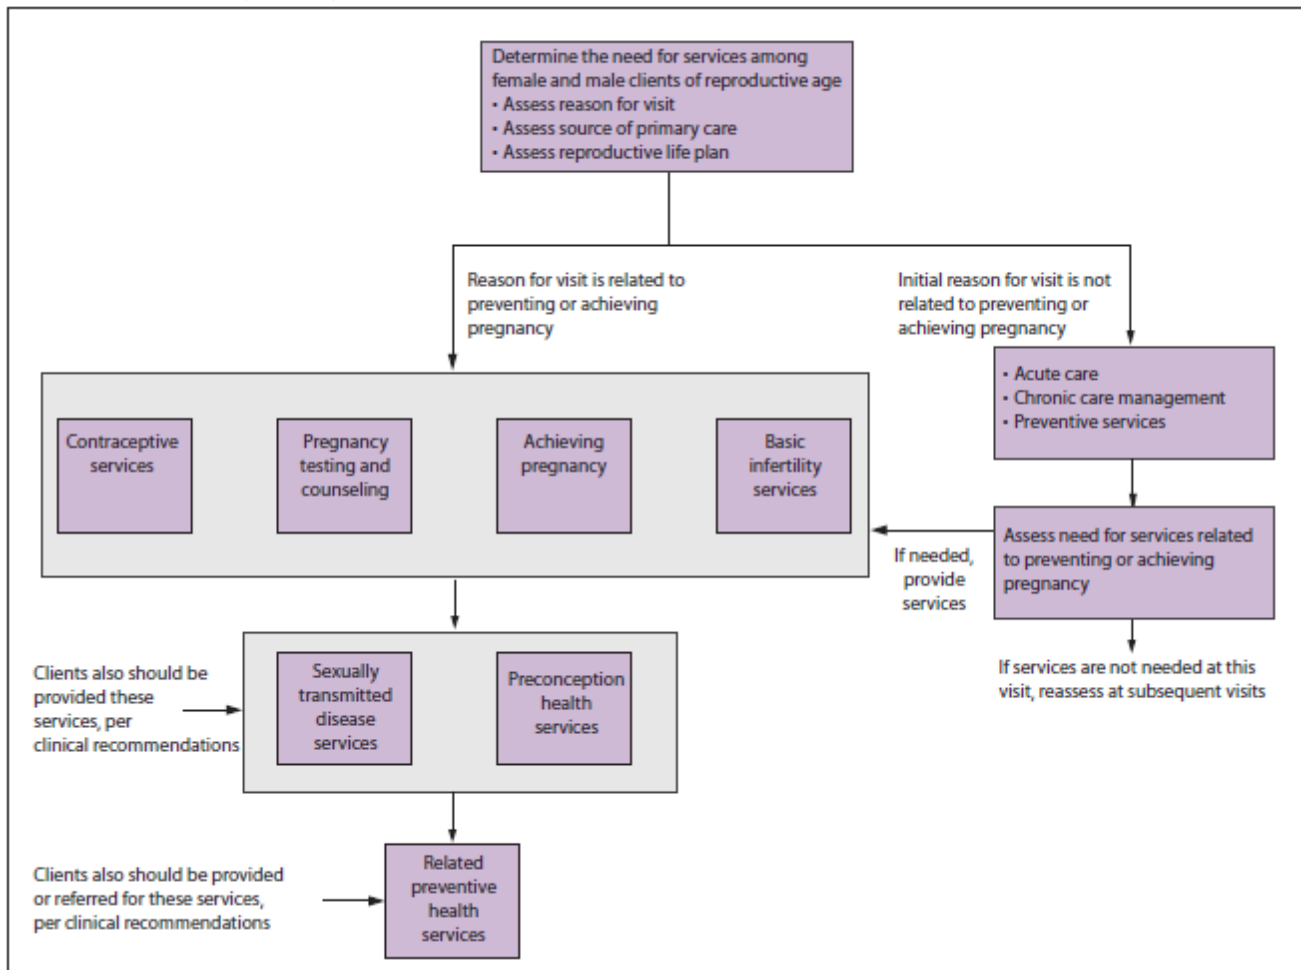 Determine the need for services among
female and male clients of reproductive age
• Assess reason for visit
• Assess source of primary care
• Assess reproductive life plan
Reason for visit is related to
preventing or achieving
pregnancy
Initial reason for visit is not
related to preventing or
achieving pregnancy
• Acute care
• Chronic care management
• Preventive services
Contraceptive
services
Pregnancy
testing and
counseling
Achieving
pregnancy
Basic
infertility
services
If needed,
provide
services
Assess need for services related
to preventing or achieving
pregnancy
If services are not needed at this
visit, reassess at subsequent visits
Clients also should be
provided these
services, per
clinical recommendations
Sexually
transmitted
disease
services
Preconception
health
services
Clients also should be provided
or referred for these services,
per clinical recommendations
Related
preventive
health
services